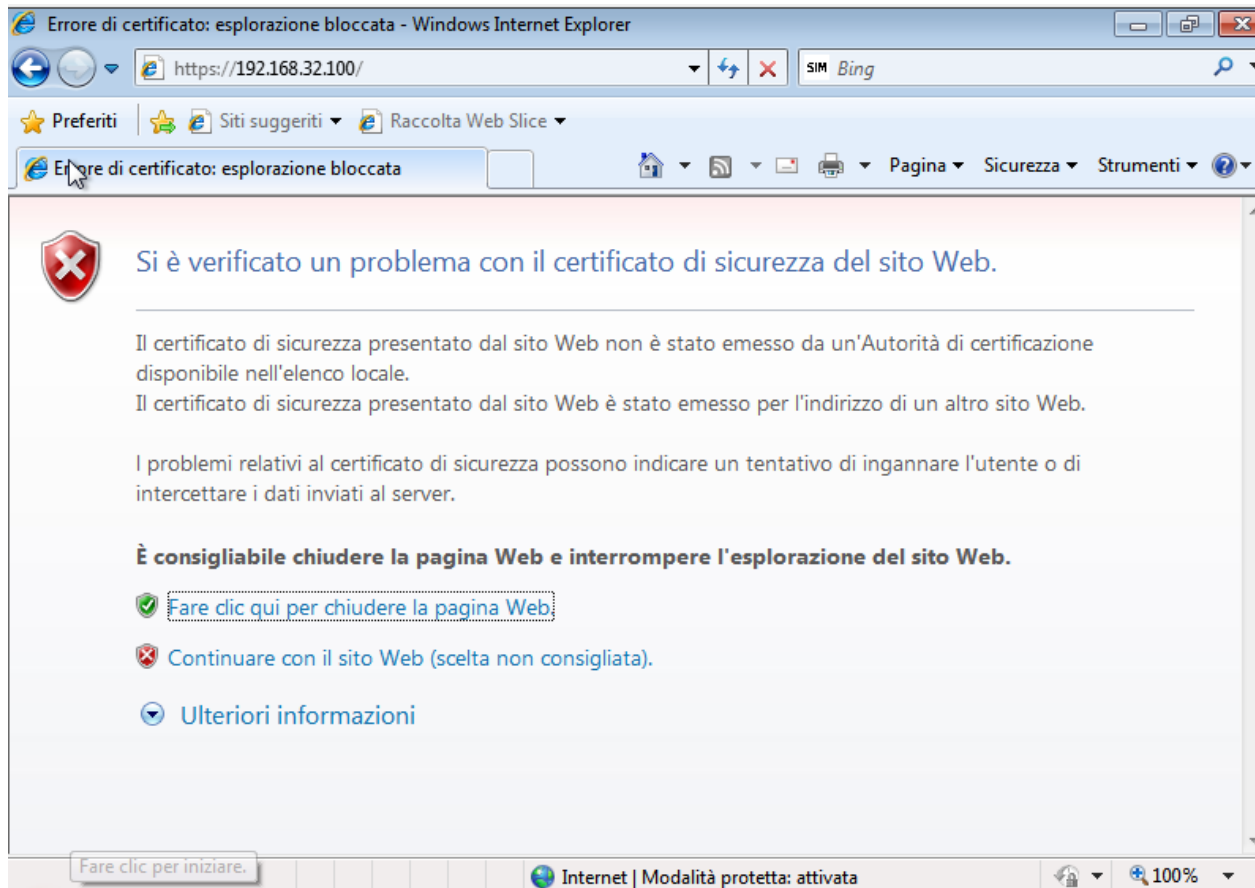 Errore di certificato: esplorazione bloccata - Windows Internet Explorer
https://192.168.32.100/
SIM Bing
Preferiti Siti suggeriti Raccolta Web Slice
Errore di certificato: esplorazione bloccata Pagina Sicurezza Strumenti
Si è verificato un problema con il certificato di sicurezza del sito Web.
Il certificato di sicurezza presentato dal sito Web non è stato emesso da un'Autorità di certificazione
disponibile nell'elenco locale.
Il certificato di sicurezza presentato dal sito Web è stato emesso per l'indirizzo di un altro sito Web.
I problemi relativi al certificato di sicurezza possono indicare un tentativo di ingannare l'utente o di
intercettare i dati inviati al server.
È consigliabile chiudere la pagina Web e interrompere l'esplorazione del sito Web.
Fare clic qui per chiudere la pagina Web.
Continuare con il sito Web (scelta non consigliata).
Ulteriori informazioni
Fare clic per iniziare.
Internet | Modalità protetta: attivata 100%